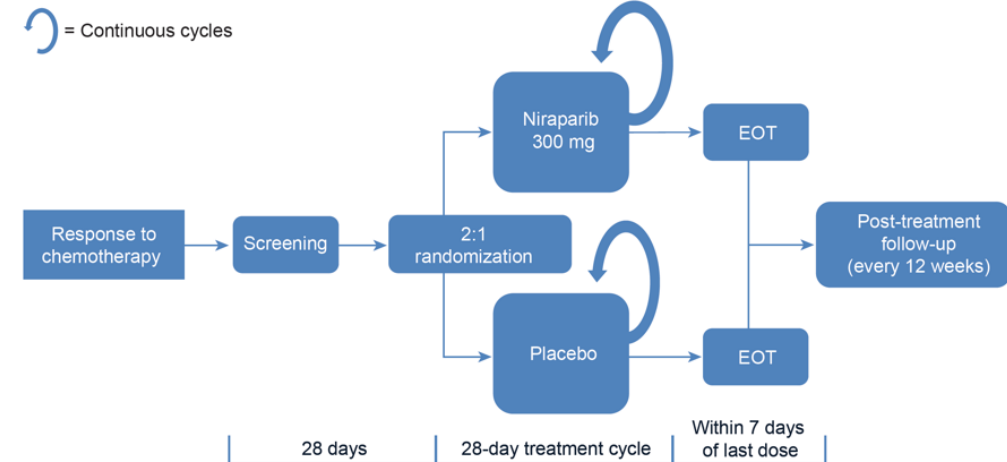 = Continuous cycles
Niraparib
300 mg
EOT
Response to
chemotherapy
Screening
2:1
randomization
Post-treatment
follow-up
(every 12 weeks)
Placebo
EOT
28 days
28-day treatment cycle
Within 7 days
of last dose